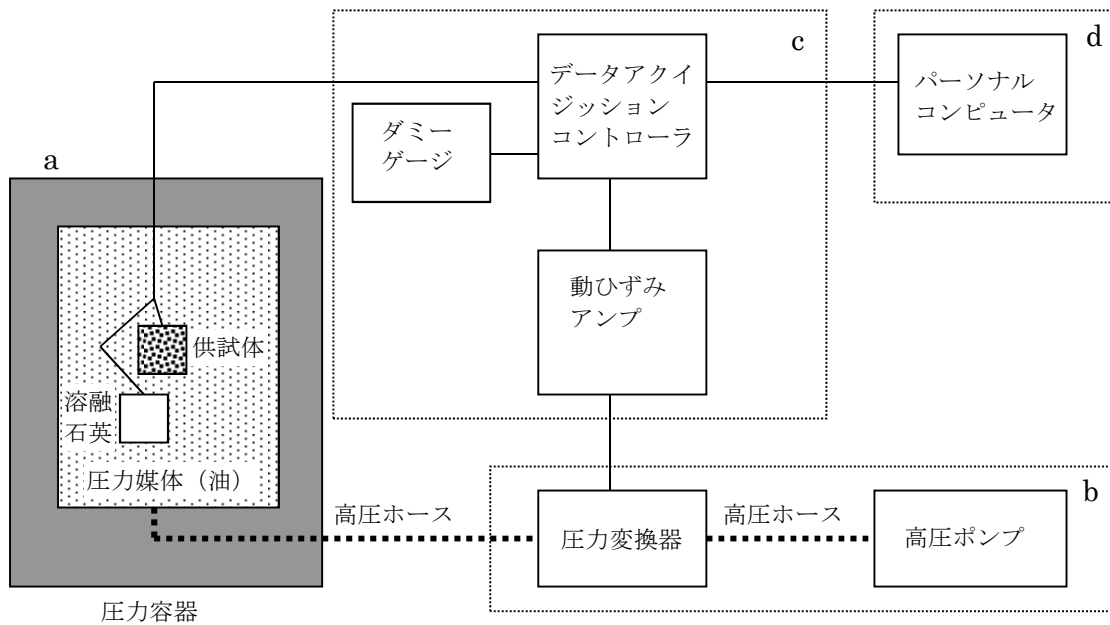 c
d
データアクイ
ジッション
コントローラ
パーソナル
コンピュータ
ダミー
ゲージ
a
動ひずみ
アンプ
供試体
溶融
石英
圧力媒体（油）
b
高圧ホース
圧力変換器
高圧ホース
高圧ポンプ
圧力容器